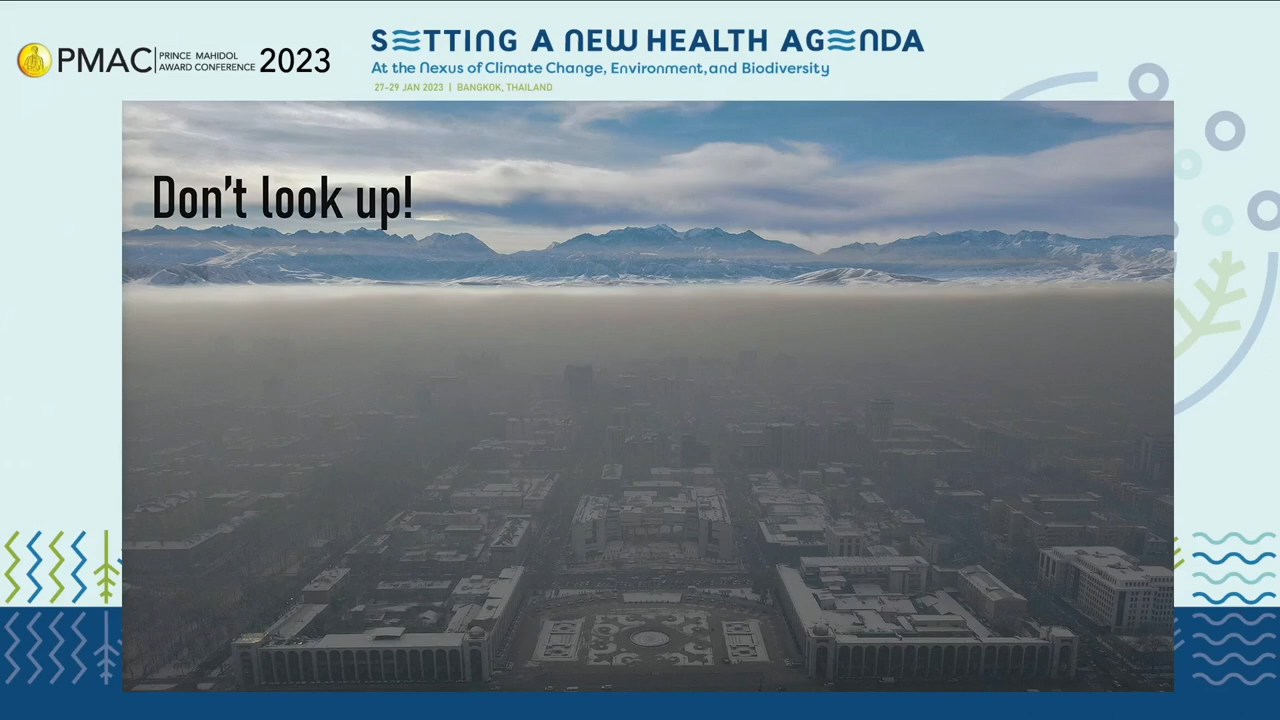 PMAC
PRINCE MAHIDOL
AWARD CONFERENCE
2023
SETTING A NEW HEALTH AGENDA
At the Nexus of Climate Change, Environment, and Biodiversity
27-29 JAN 2023 | BANGKOK, THAILAND
Don't look up!